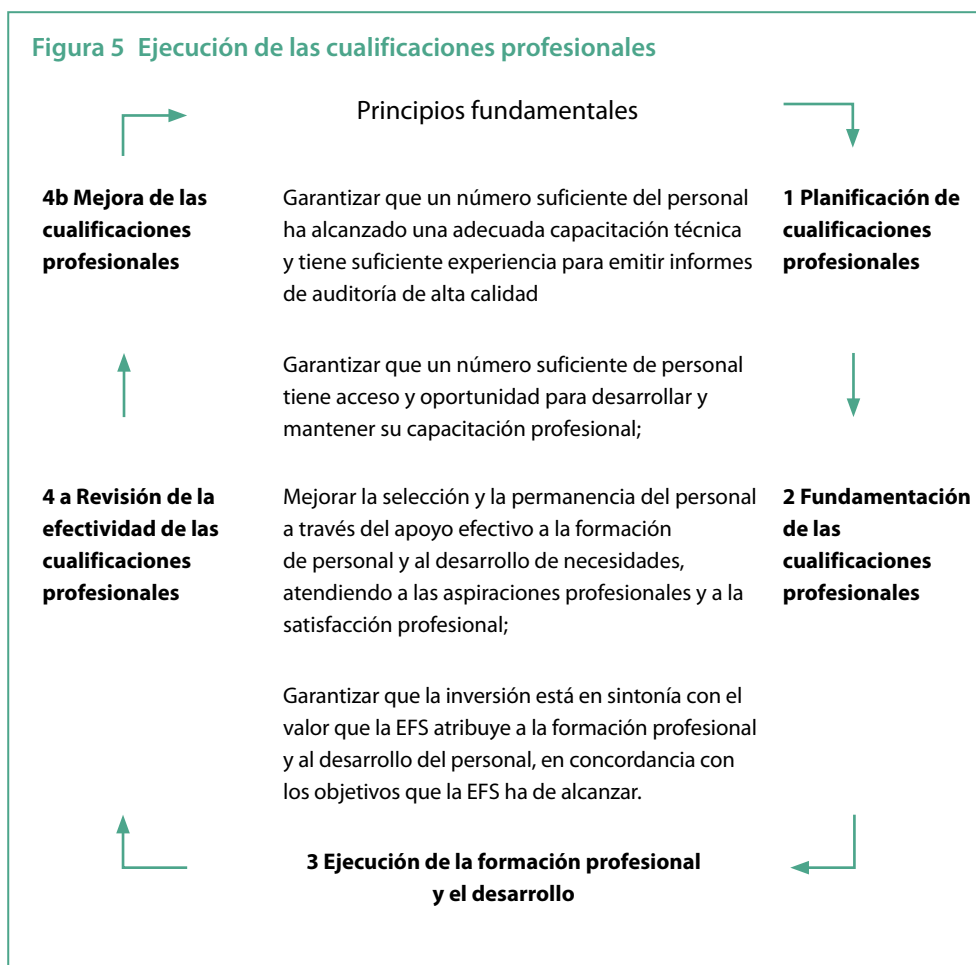 Figura 5 Ejecución de las cualificaciones profesionales
Principios fundamentales
4b Mejora de las
cualificaciones
profesionales
Garantizar que un número suficiente del personal
ha alcanzado una adecuada capacitación técnica
y tiene suficiente experiencia para emitir informes
de auditoría de alta calidad
1 Planificación de
cualificaciones
profesionales
Garantizar que un número suficiente de personal
tiene acceso y oportunidad para desarrollar y
mantener su capacitación profesional;
4 a Revisión de la
efectividad de las
cualificaciones
profesionales
Mejorar la selección y la permanencia del personal
a través del apoyo efectivo a la formación
de personal y al desarrollo de necesidades,
atendiendo a las aspiraciones profesionales y a la
satisfacción profesional;
2 Fundamentación
de las
cualificaciones
profesionales
Garantizar que la inversión está en sintonía con el
valor que la EFS atribuye a la formación profesional
y al desarrollo del personal, en concordancia con
los objetivos que la EFS ha de alcanzar.
3 Ejecución de la formación profesional
y el desarrollo